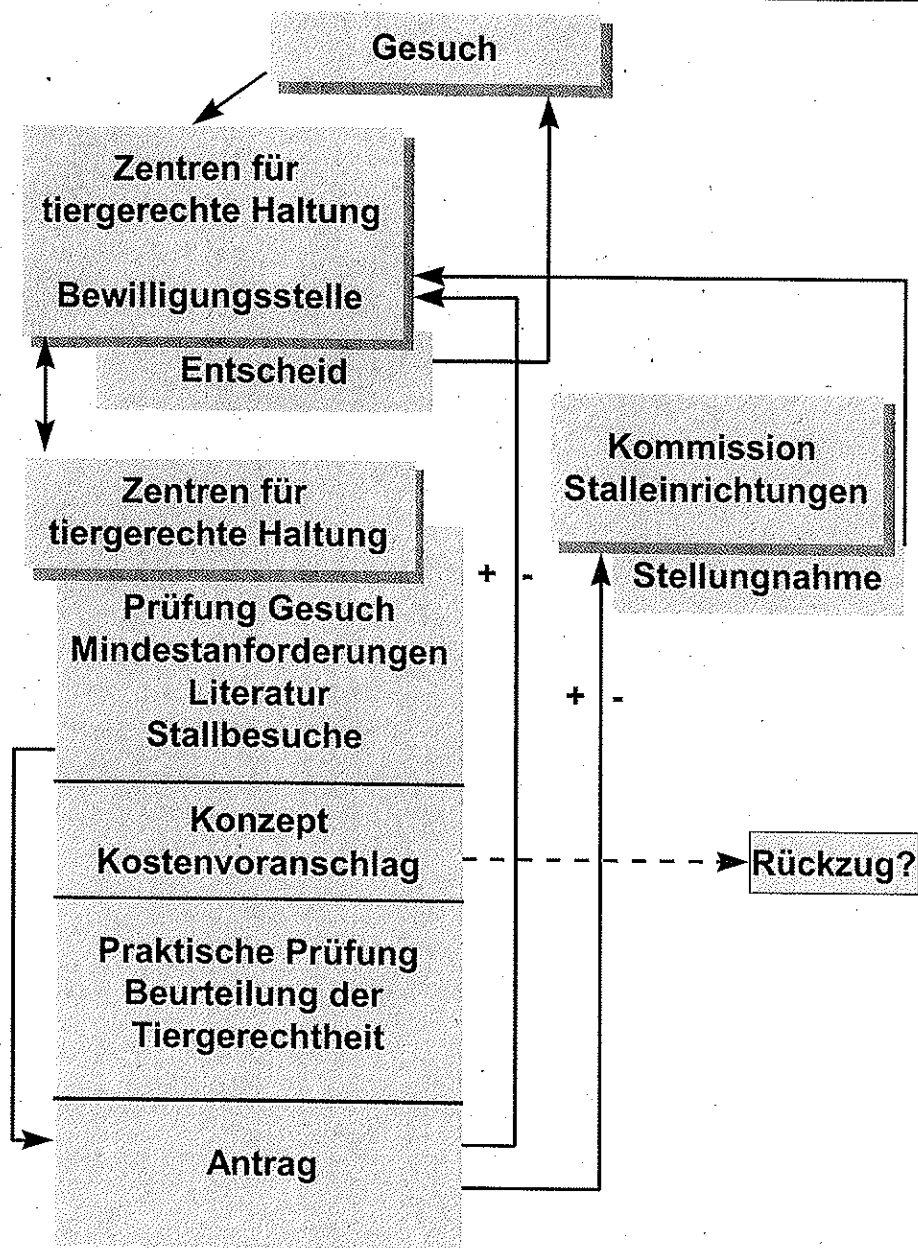 Gesuch
Zentren für
tiergerechte Haltung
Bewilligungsstelle
Entscheid
Zentren für
tiergerechte Haltung
Prüfung Gesuch
Mindestanforderungen
Literatur
Stallbesuche
Konzept
Kostenvoranschlag
Praktische Prüfung
Beurteilung der
Tiergerechtheit
Antrag
+ -
Kommission
Stalleinrichtungen
Stellungnahme
+ -
Rückzug?